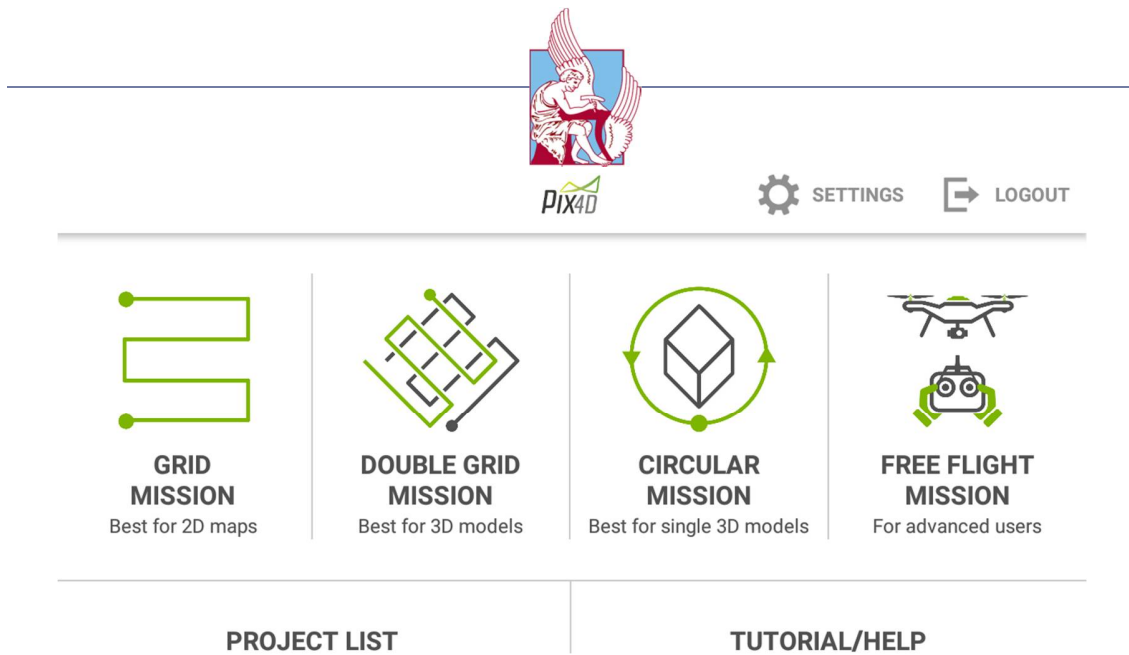 PIX4D
SETTINGS
LOGOUT
GRID
MISSION
Best for 2D maps
DOUBLE GRID
MISSION
Best for 3D models
CIRCULAR
MISSION
Best for single 3D models
FREE FLIGHT
MISSION
For advanced users
PROJECT LIST
TUTORIAL/HELP